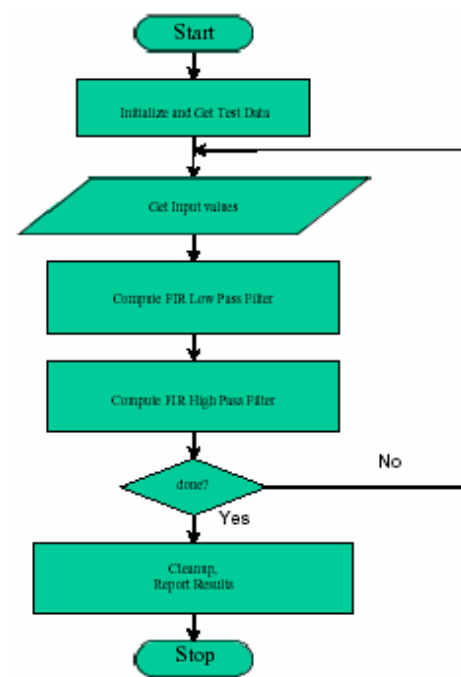 Start
Initialize and Get Test Data
Get Input values
Compute FIR Low Pass Filter
Compute FIR High Pass Filter
done?
No
Yes
Cleanup,
Report Results
Stop